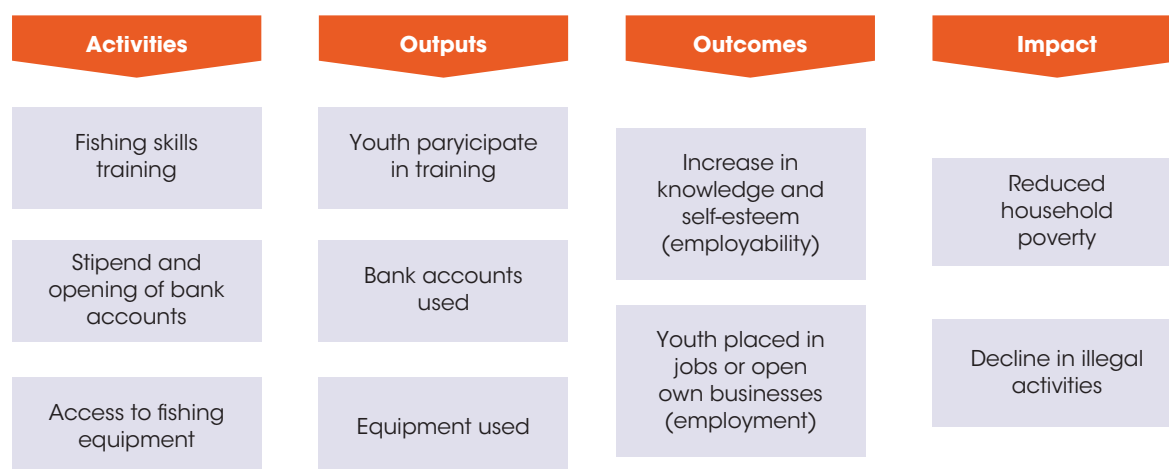 Activities
Fishing skills
training
Stipend and
opening of bank
accounts
Access to fishing
equipment
Outputs
Youth paryicipate
in training
Bank accounts
used
Equipment used
Outcomes
Increase in
knowledge and
self-esteem
(employability)
Youth placed in
jobs or open
own businesses
(employment)
Impact
Reduced
household
poverty
Decline in illegal
activities